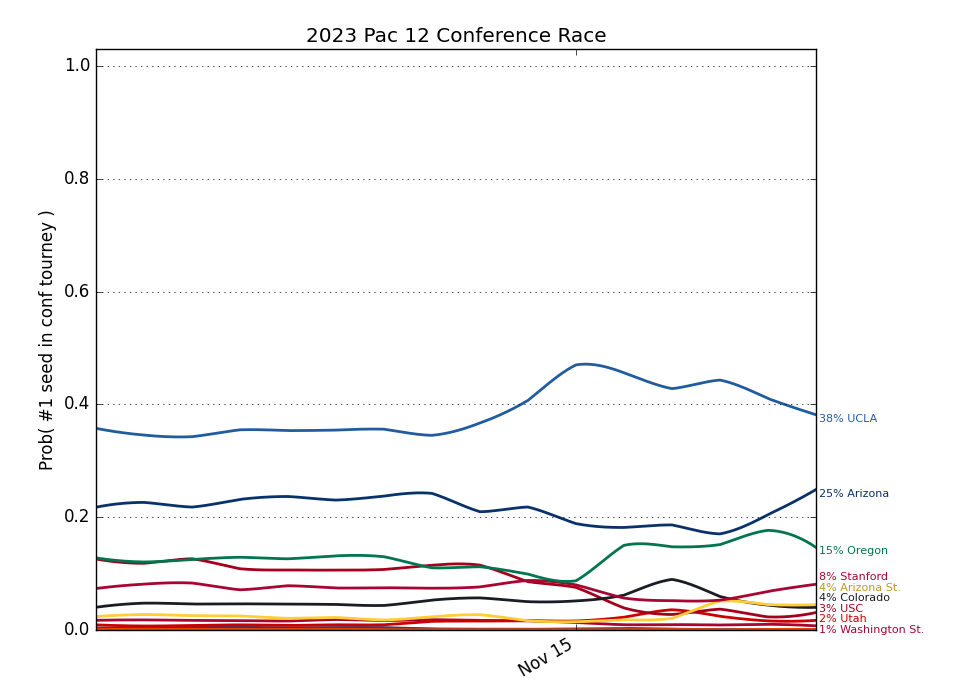 2023 Pac 12 Conference Race
Prob( #1 seed in conf tourney )
1.0
0.8
0.6
0.4
0.2
0.0
Nov 15
38% UCLA
25% Arizona
15% Oregon
8% Stanford
4% Arizona St.
4% Colorado
3% USC
2% Utah
1% Washington St.